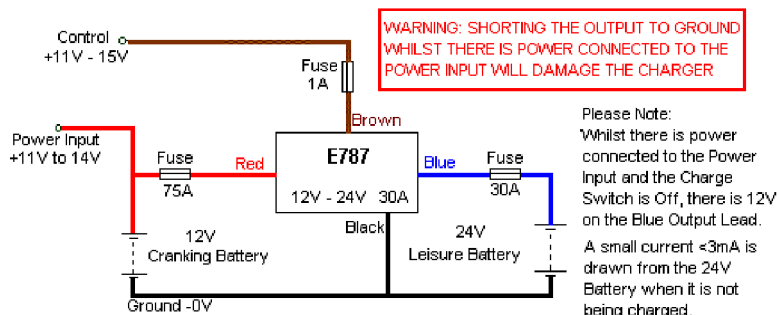 Control
+11V - 15V
WARNING: SHORTING THE OUTPUT TO GROUND
WHILST THERE IS POWER CONNECTED TO THE
POWER INPUT WILL DAMAGE THE CHARGER
Fuse
1A
Brown
Power Input
+11V to 14V
Fuse
75A
Red
E787
12V - 24V 30A
Blue
Fuse
30A
Black
12V
Cranking Battery
24V
Leisure Battery
Ground -0V
Please Note:
Whilst there is power
connected to the Power
Input and the Charge
Switch is Off, there is 12V
on the Blue Output Lead.
A small current <3mA is
drawn from the 24V
Battery when it is not
being charged.